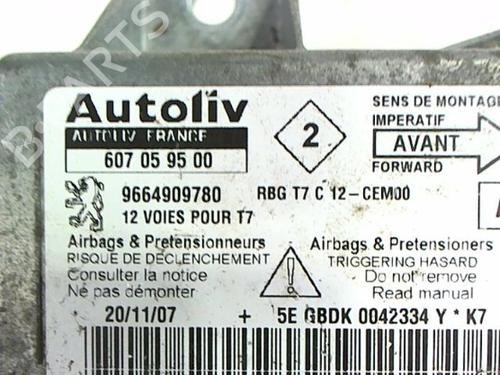 Autoliv
AUTOLIV FRANCE
607 05 95 00
2
SENS DE MONTAGE
IMPERATIF
AVANT
FORWARD
9664909780 RBG T7 C 12-CEM00
12 VOIES POUR T7
Airbags & Pretensionneurs
RISQUE DE DÈCLENCHEMENT
Consulter la notice
Në pas démonter
Airbags & Pretensioners
TRIGGERING HASARD
Do not remove
Read manual
20/11/07 + 5E GBDK 0042334 Y * K7